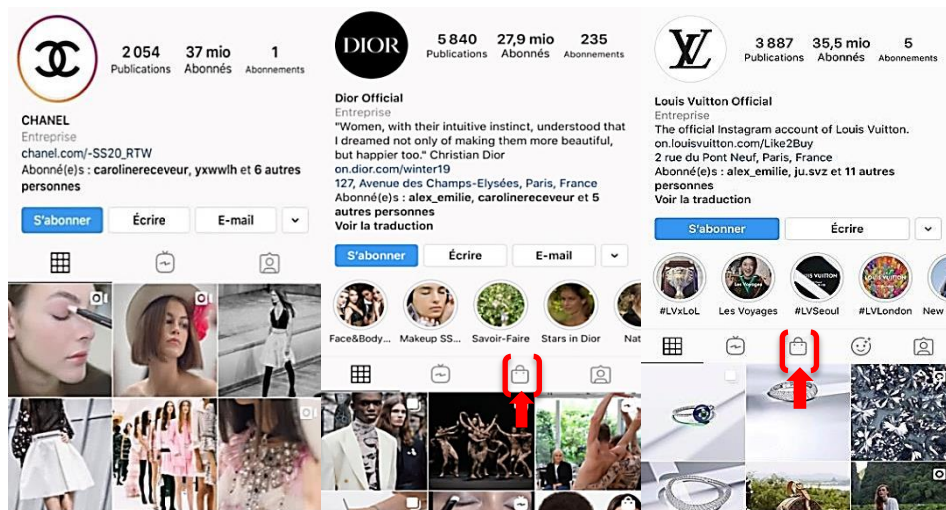 2 054 37 mio 1
Publications Abonnés Abonnements
CHANEL
Entreprise
chanel.com/-SS20_RTW
Abonné(e)s : carolinereceveur, yxwwlh et 6 autres
personnes
S'abonner Écrire E-mail
DIOR
5 840 27,9 mio 235
Publications Abonnés Abonnements
Dior Official
Entreprise
"Women, with their intuitive instinct, understood that
I dreamed not only of making them more beautiful,
but happier too." Christian Dior
on.dior.com/winter19
127, Avenue des Champs-Elysées, Paris, France
Abonné(e)s : alex_emilie, carolinereceveur et 5
autres personnes
Voir la traduction
S'abonner Écrire E-mail
Face&Body... Makeup SS... Savoir-Faire Stars in Dior Nat
LV
3 887 35,5 mio 5
Publications Abonnés Abonnements
Louis Vuitton Official
Entreprise
The official Instagram account of Louis Vuitton.
on.louisvuitton.com/Like2Buy
2 rue du Pont Neuf, Paris, France
Abonné(e)s : alex_emilie, ju.svz et 11 autres
personnes
Voir la traduction
S'abonner Écrire
Les Voyages
#LVxLoL Les Voyages #LVSeoul #LVLondon New